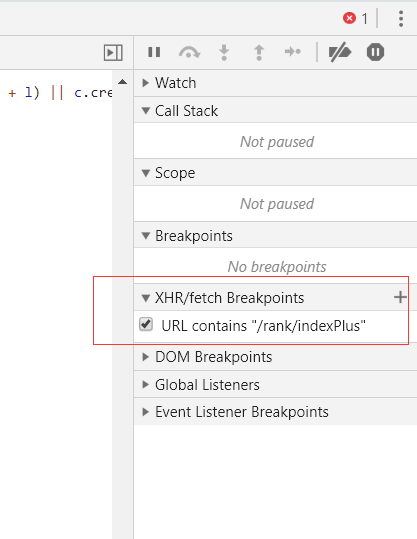 1
+ l) || c.cre
Watch
Call Stack
Not paused
Scope
Not paused
Breakpoints
No breakpoints
XHR/fetch Breakpoints
URL contains "/rank/indexPlus"
DOM Breakpoints
Global Listeners
Event Listener Breakpoints